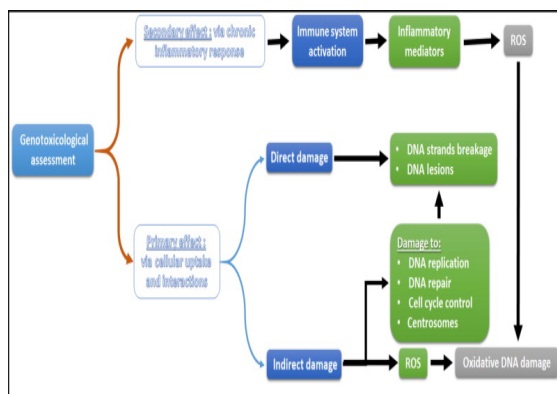 Secondary effect : via chronic
inflammatory response
Immune system
activation
Inflammatory
mediators
ROS
Genotoxicological
assessment
Direct damage
• DNA strands breakage
• DNA lesions
Primary effect :
via cellular uptake
and interactions
Damage to:
• DNA replication
• DNA repair
• Cell cycle control
• Centrosomes
Indirect damage
ROS
Oxidative DNA damage